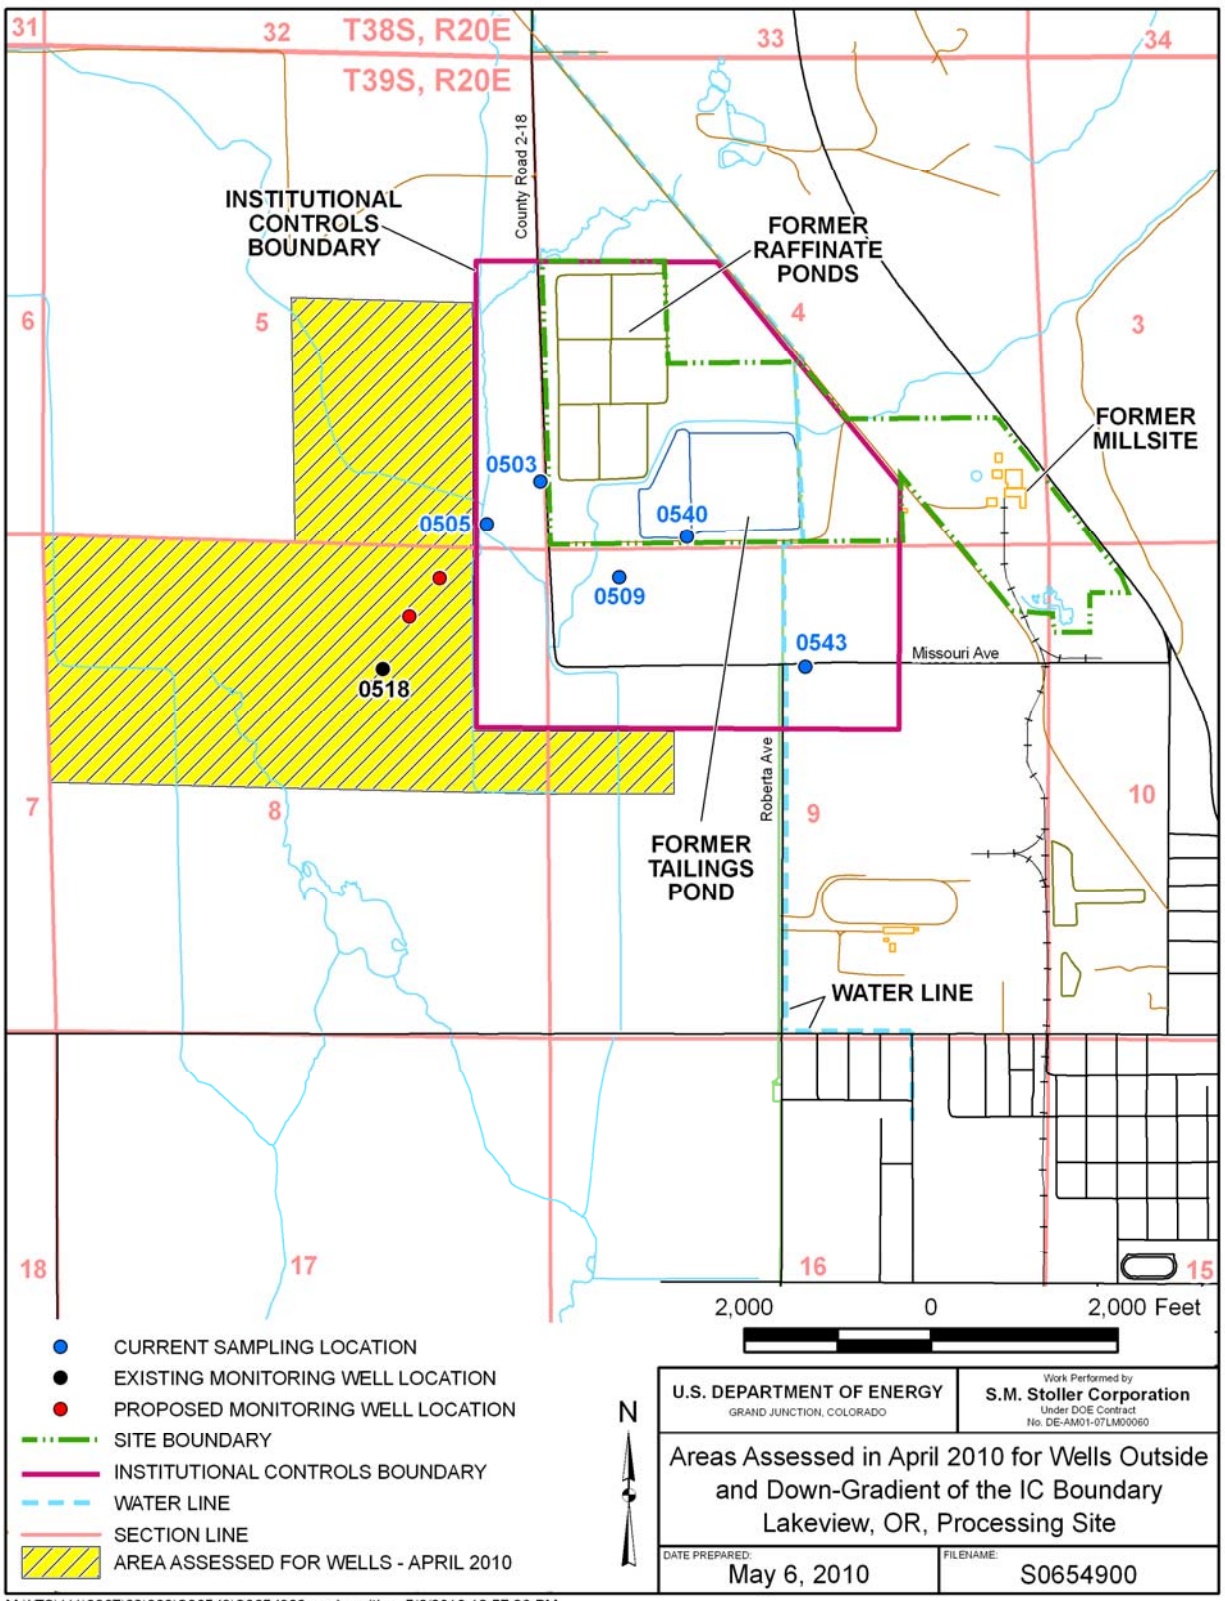 31
32
T38S, R20E
33
34
T39S, R20E
County Road 2-18
INSTITUTIONAL
CONTROLS
BOUNDARY
FORMER
RAFFINATE
PONDS
6
5
4
3
FORMER
MILLSITE
0503
0505
0540
0509
0543
Missouri Ave
0518
Roberta Ave
7
8
9
10
FORMER
TAILINGS
POND
WATER LINE
18
17
16
15
2,000 0 2,000 Feet
CURRENT SAMPLING LOCATION
EXISTING MONITORING WELL LOCATION
PROPOSED MONITORING WELL LOCATION
SITE BOUNDARY
INSTITUTIONAL CONTROLS BOUNDARY
WATER LINE
SECTION LINE
AREA ASSESSED FOR WELLS - APRIL 2010
N
U.S. DEPARTMENT OF ENERGY
GRAND JUNCTION, COLORADO
Work Performed by
S.M. Stoller Corporation
Under DOE Contract
No. DE-AM01-07LM00060
Areas Assessed in April 2010 for Wells Outside
and Down-Gradient of the IC Boundary
Lakeview, OR, Processing Site
DATE PREPARED:
May 6, 2010
FILENAME:
S0654900